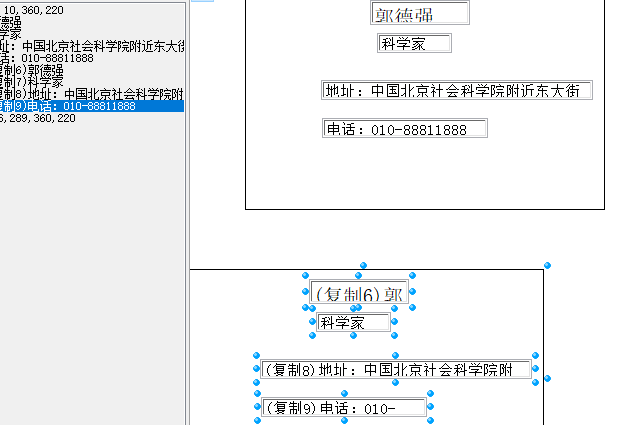 10,360,220
德强
学家
址：中国北京社会科学院附近东大街
话：010-88811888
复制6)郭德强
复制7)科学家
复制8)地址：中国北京社会科学院附
复制9)电话：010-88811888
,289,360,220
郭德强
科学家
地址：中国北京社会科学院附近东大街
电话：010-88811888
(复制6)郭
科学家
(复制8)地址：中国北京社会科学院附
(复制9)电话：010-